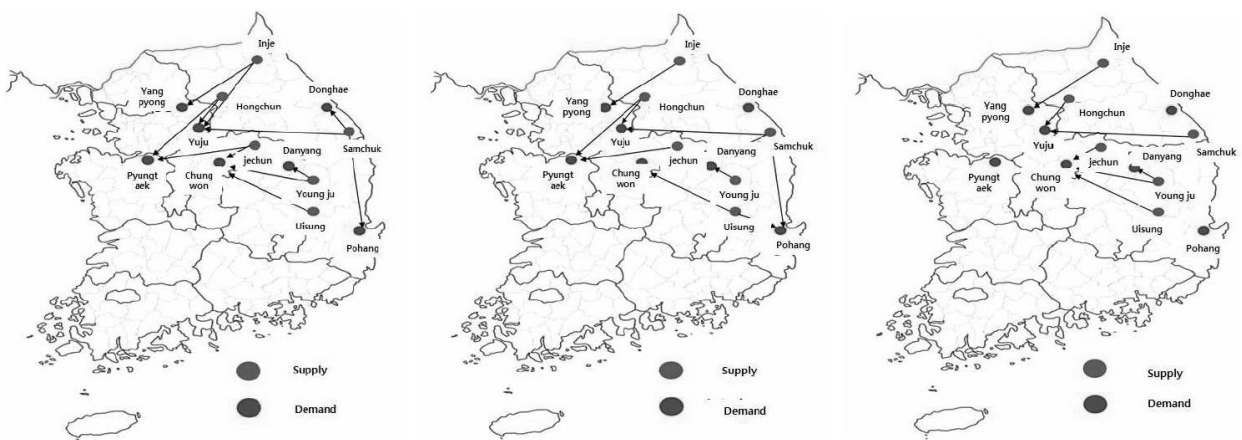 Inje
Yang
pyong
Donghae
Hongchun
Yuju
Samchuk
Danyang
jechun
Pyungt
aek
Chung
won
Young ju
Uisung
Pohang
Supply
Demand
Inje
Yang
pyong
Donghae
Hongchun
Yuju
Samchuk
Danyang
jechun
Pyungt
aek
Chung
won
Young ju
Uisung
Pohang
Supply
Demand
Inje
Yang
pyong
Donghae
Hongchun
Yuju
Samchuk
Danyang
jechun
Pyungt
aek
Chung
won
Young ju
Uisung
Pohang
Supply
Demand